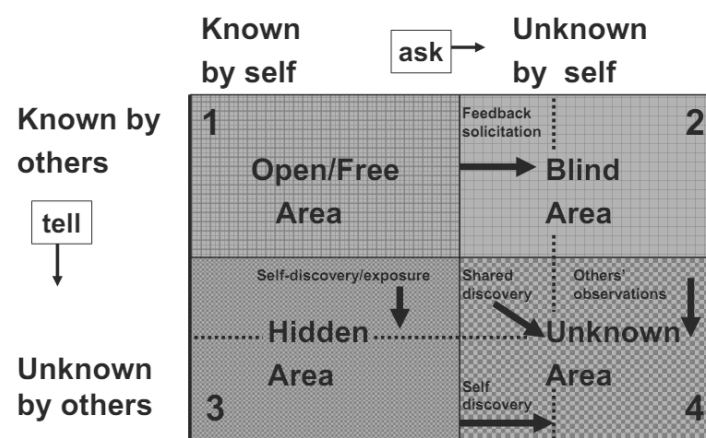 Known
by self
ask
Unknown
by self
Known by
others
tell
Unknown
by others
1
Open/Free
Area
Feedback
solicitation
2
Blind
Area
Self-discovery/exposure
Hidden
Area
3
Shared
discovery
Others'
observations
Unknown
Area
Self
discovery
4